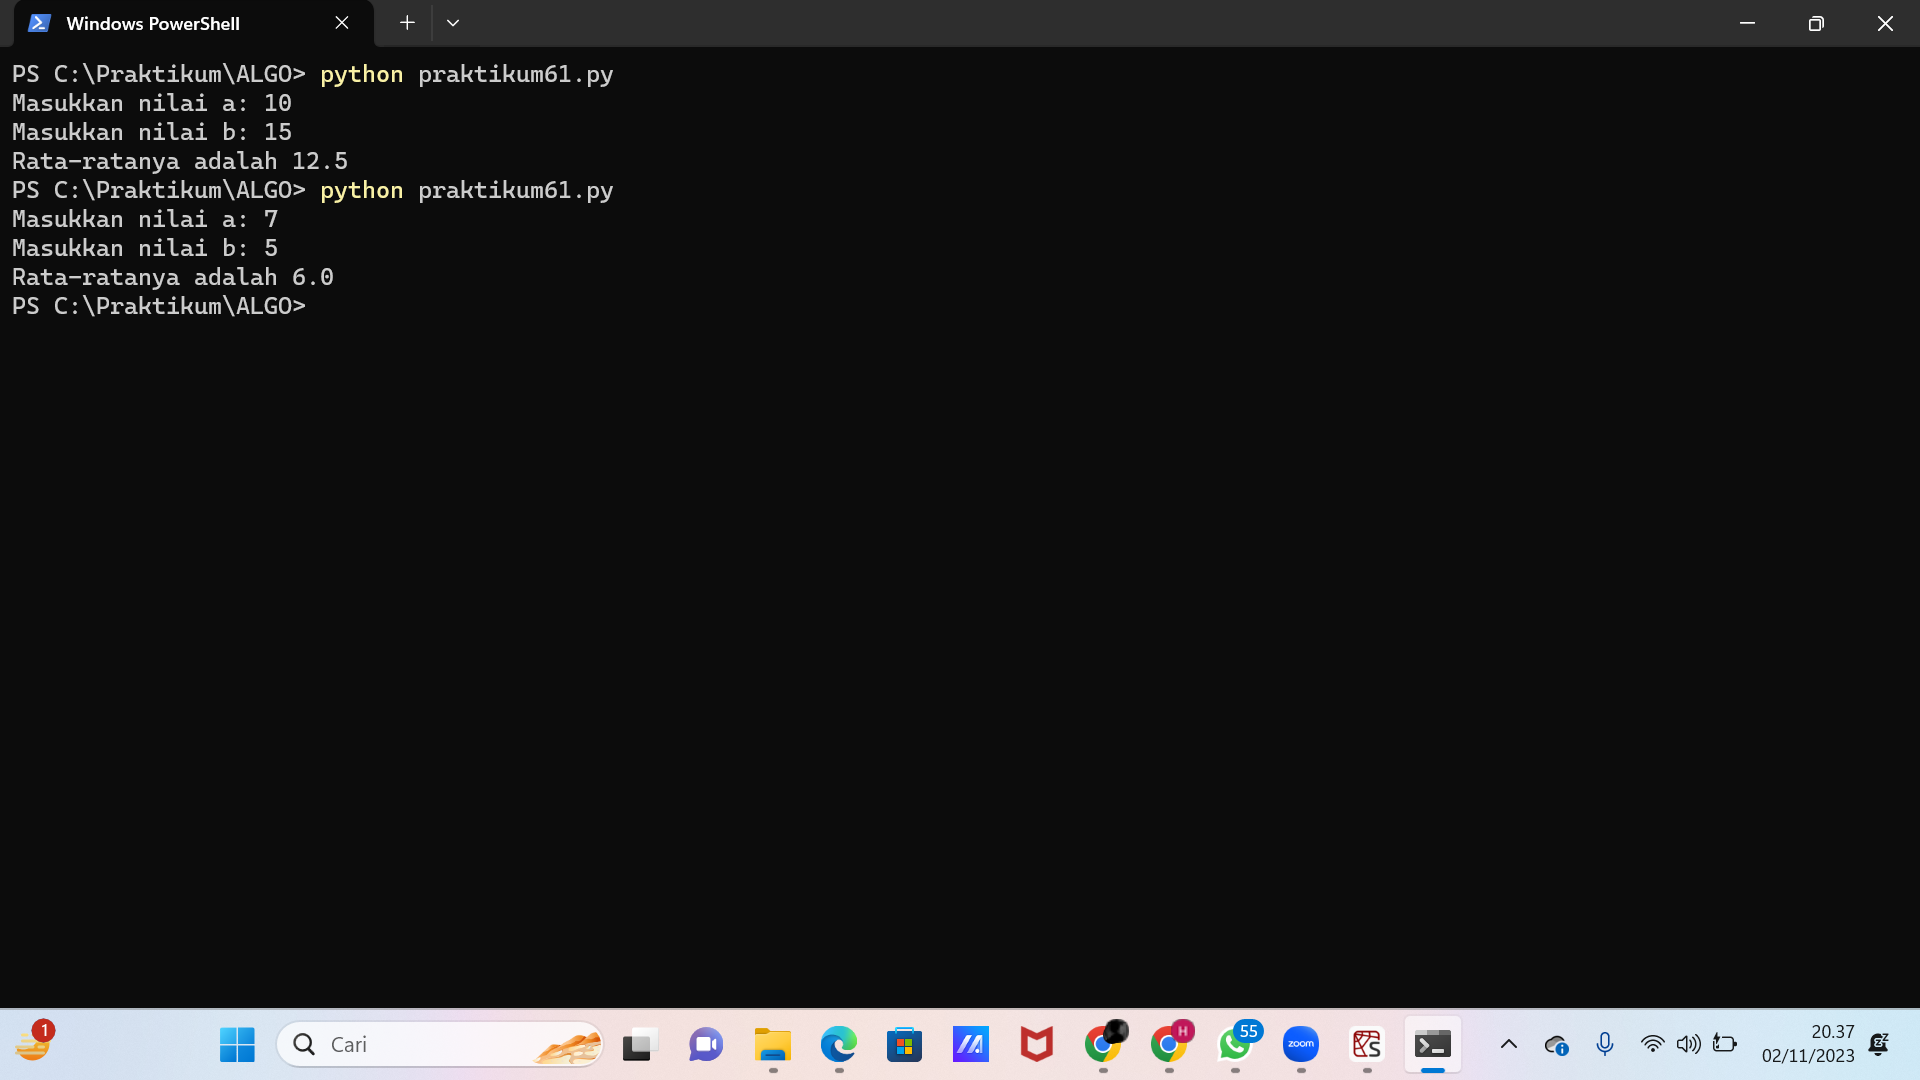 Windows PowerShell
PS C:\Praktikum\ALGO> python praktikum61.py
Masukkan nilai a: 10
Masukkan nilai b: 15
Rata-ratanya adalah 12.5
PS C:\Praktikum\ALGO> python praktikum61.py
Masukkan nilai a: 7
Masukkan nilai b: 5
Rata-ratanya adalah 6.0
PS C:\Praktikum\ALGO>
1
Cari
H
55
zoom
20.37
02/11/2023